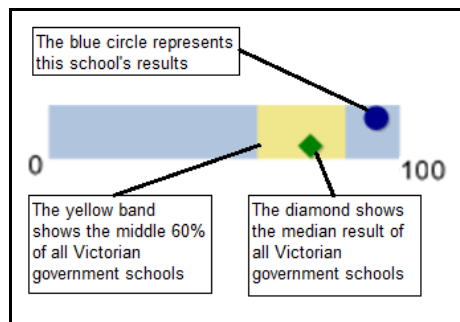 The blue circle represents
this school's results
0
100
The yellow band
shows the middle 60%
of all Victorian
government schools
The diamond shows
the median result of
all Victorian
government schools